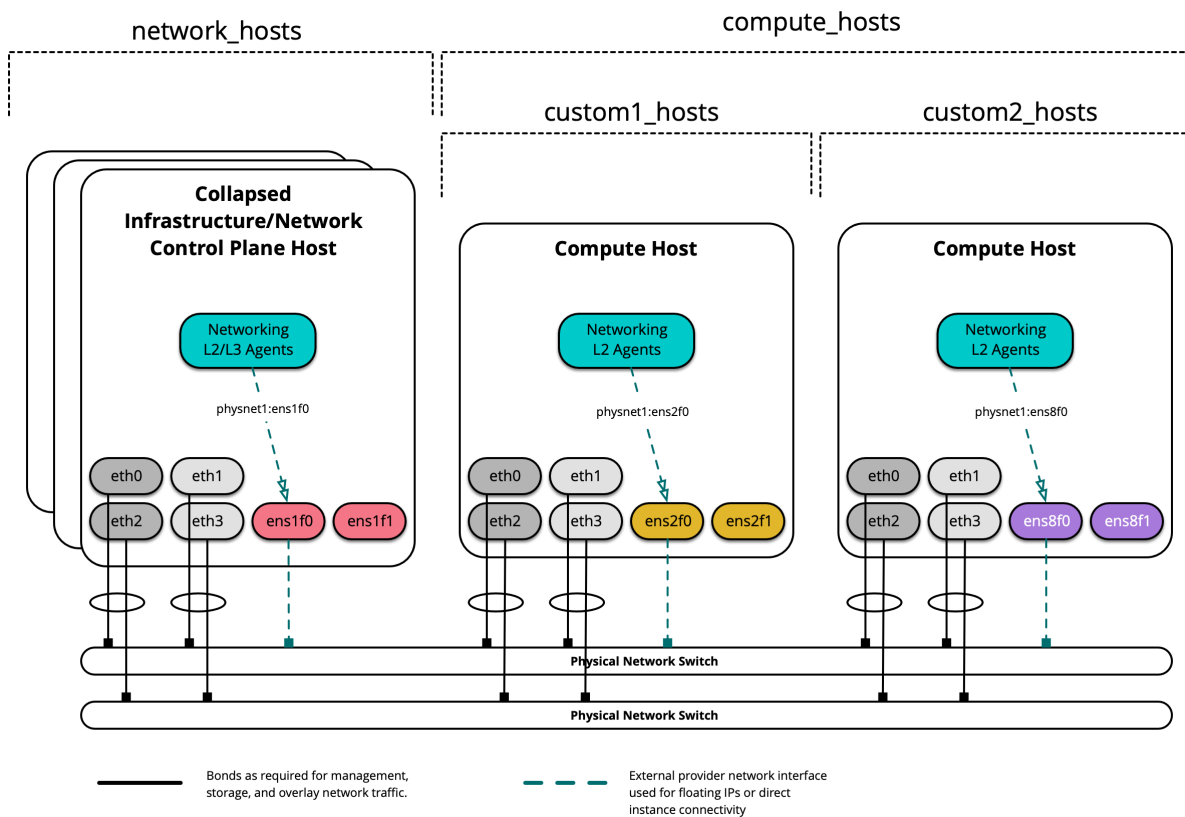 network_hosts
compute_hosts
custom1_hosts
custom2_hosts
Collapsed
Infrastructure/Network
Control Plane Host
Networking
L2/L3 Agents
physnet1:ens1f0
eth0
eth1
eth2
eth3
ens1f0
ens1f1
Compute Host
Networking
L2 Agents
physnet1:ens2f0
eth0
eth1
eth2
eth3
ens2f0
ens2f1
Compute Host
Networking
L2 Agents
physnet1:ens8f0
eth0
eth1
eth2
eth3
ens8f0
ens8f1
Physical Network Switch
Physical Network Switch
Bonds as required for management,
storage, and overlay network traffic.
External provider network interface
used for floating IPs or direct
instance connectivity